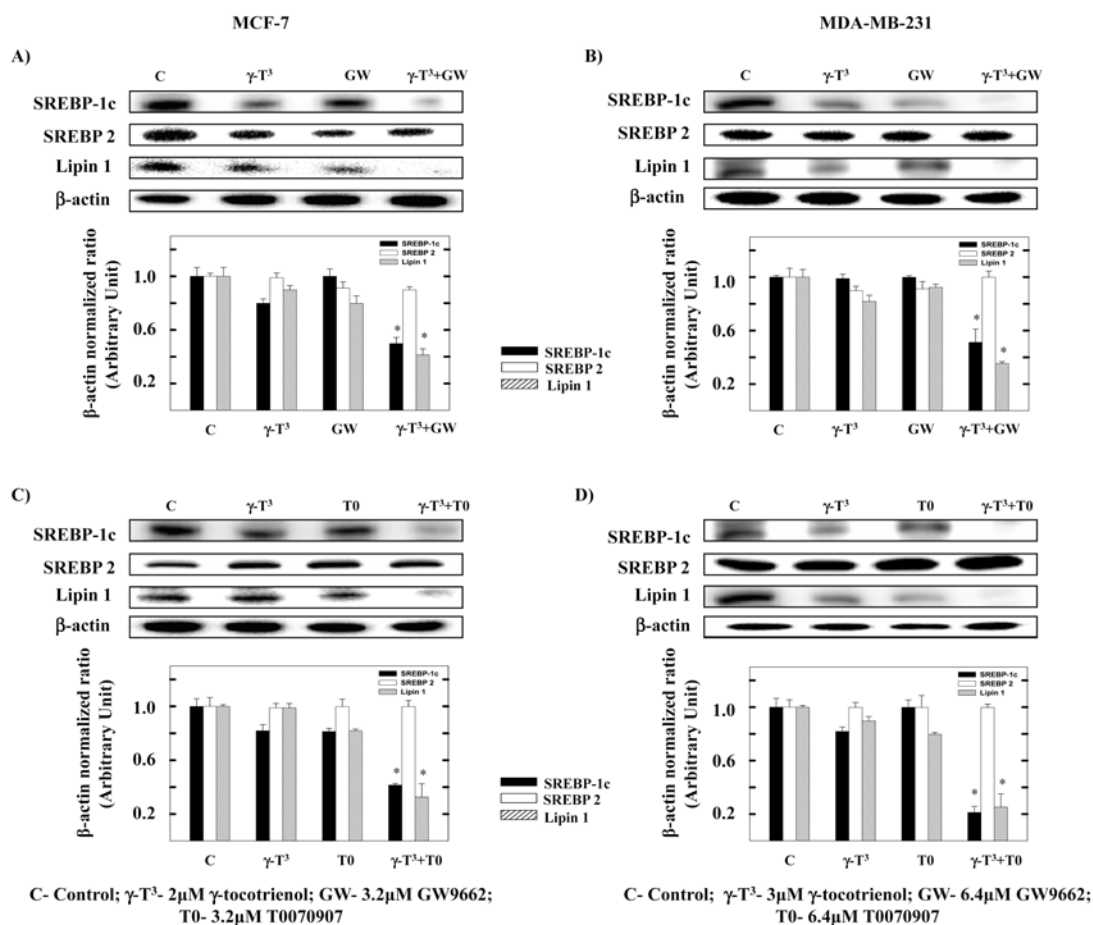 MCF-7
MDA-MB-231
A)
C γ-T³ GW γ-T³+GW
SREBP-1c
SREBP 2
Lipin 1
β-actin
β-actin normalized ratio
(Arbitrary Unit)
1.0
0.6
0.2
SREBP-1c
SREBP 2
Lipin 1
* *
C γ-T³ GW γ-T³+GW
B)
C γ-T³ GW γ-T³+GW
SREBP-1c
SREBP 2
Lipin 1
β-actin
β-actin normalized ratio
(Arbitrary Unit)
1.0
0.6
0.2
SREBP-1c
SREBP 2
Lipin 1
* *
C γ-T³ GW γ-T³+GW
SREBP-1c
SREBP 2
Lipin 1
C)
C γ-T³ T0 γ-T³+T0
SREBP-1c
SREBP 2
Lipin 1
β-actin
β-actin normalized ratio
(Arbitrary Unit)
1.0
0.6
0.2
SREBP-1c
SREBP 2
Lipin 1
* *
C γ-T³ T0 γ-T³+T0
D)
C γ-T³ T0 γ-T³+T0
SREBP-1c
SREBP 2
Lipin 1
β-actin
β-actin normalized ratio
(Arbitrary Unit)
1.0
0.6
0.2
SREBP-1c
SREBP 2
Lipin 1
* *
C γ-T³ T0 γ-T³+T0
SREBP-1c
SREBP 2
Lipin 1
C- Control; γ-T³- 2μM γ-tocotrienol; GW- 3.2μM GW9662;
T0- 3.2μM T0070907
C- Control; γ-T³- 3μM γ-tocotrienol; GW- 6.4μM GW9662;
T0- 6.4μM T0070907